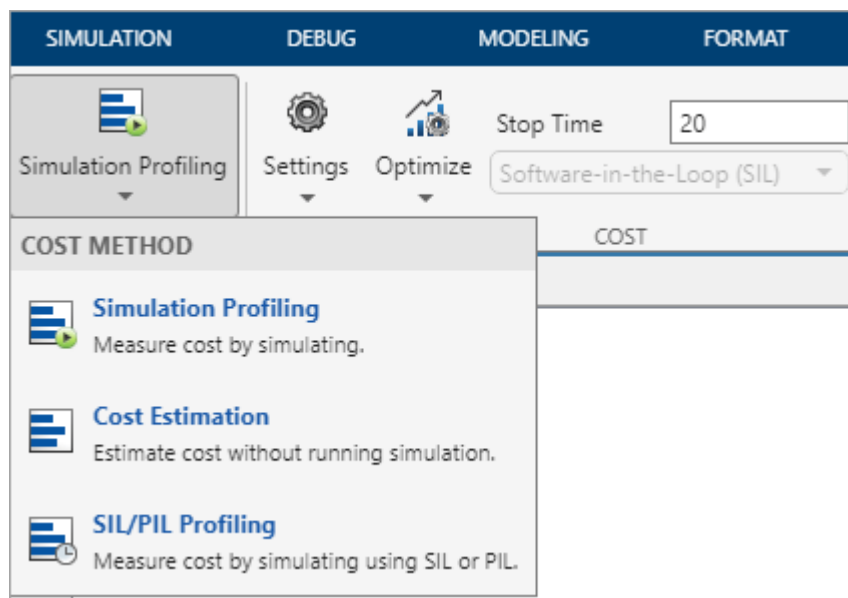 SIMULATION DEBUG MODELING FORMAT
Simulation Profiling Settings Optimize Stop Time 20
Software-in-the-Loop (SIL)
COST
COST METHOD
Simulation Profiling
Measure cost by simulating.
Cost Estimation
Estimate cost without running simulation.
SIL/PIL Profiling
Measure cost by simulating using SIL or PIL.